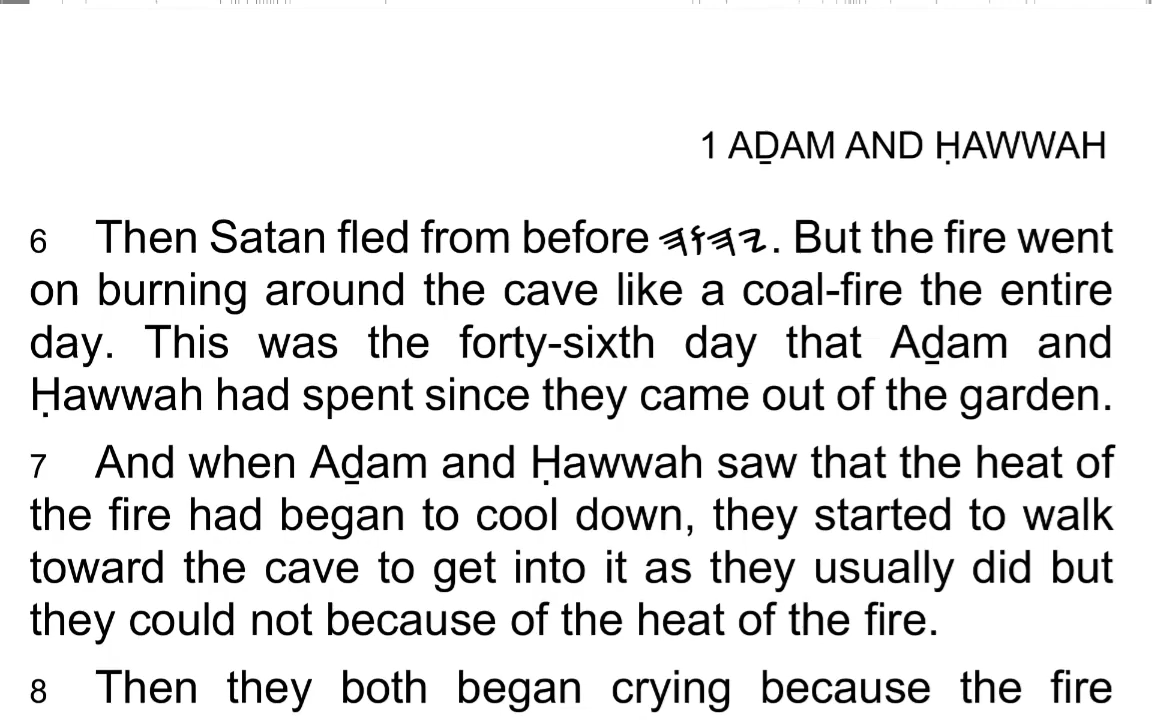 1 AḎAM AND ḤAWWAH
6 Then Satan fled from before 𐤉𐤄𐤅𐤄. But the fire went
on burning around the cave like a coal-fire the entire
day. This was the forty-sixth day that Aḏam and
Ḥawwah had spent since they came out of the garden.
7 And when Aḏam and Ḥawwah saw that the heat of
the fire had began to cool down, they started to walk
toward the cave to get into it as they usually did but
they could not because of the heat of the fire.
8 Then they both began crying because the fire